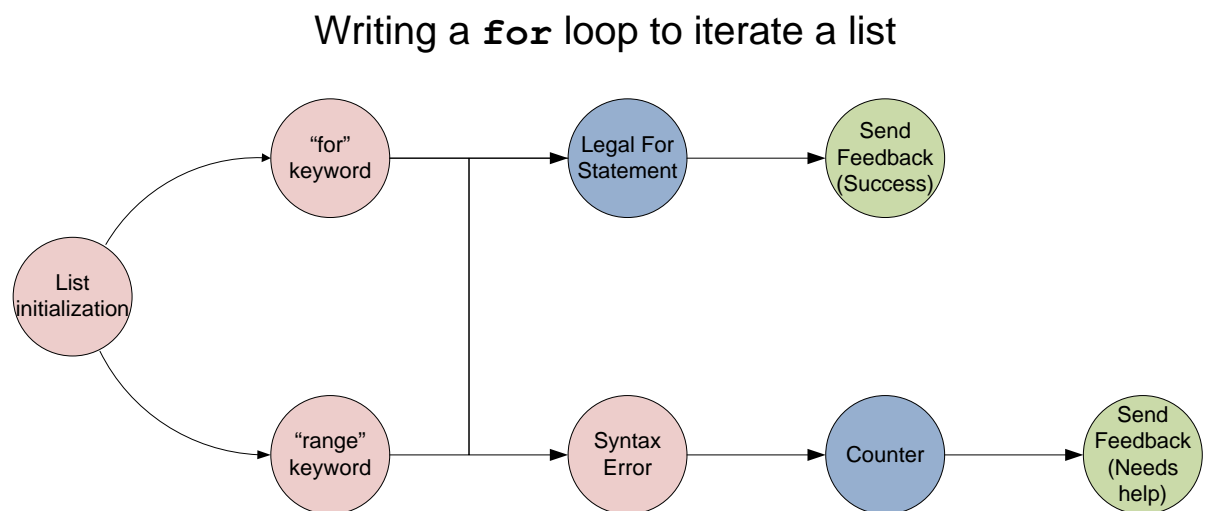 Writing a for loop to iterate a list
“for”
keyword
Legal For
Statement
Send
Feedback
(Success)
List
initialization
“range”
keyword
Syntax
Error
Counter
Send
Feedback
(Needs
help)